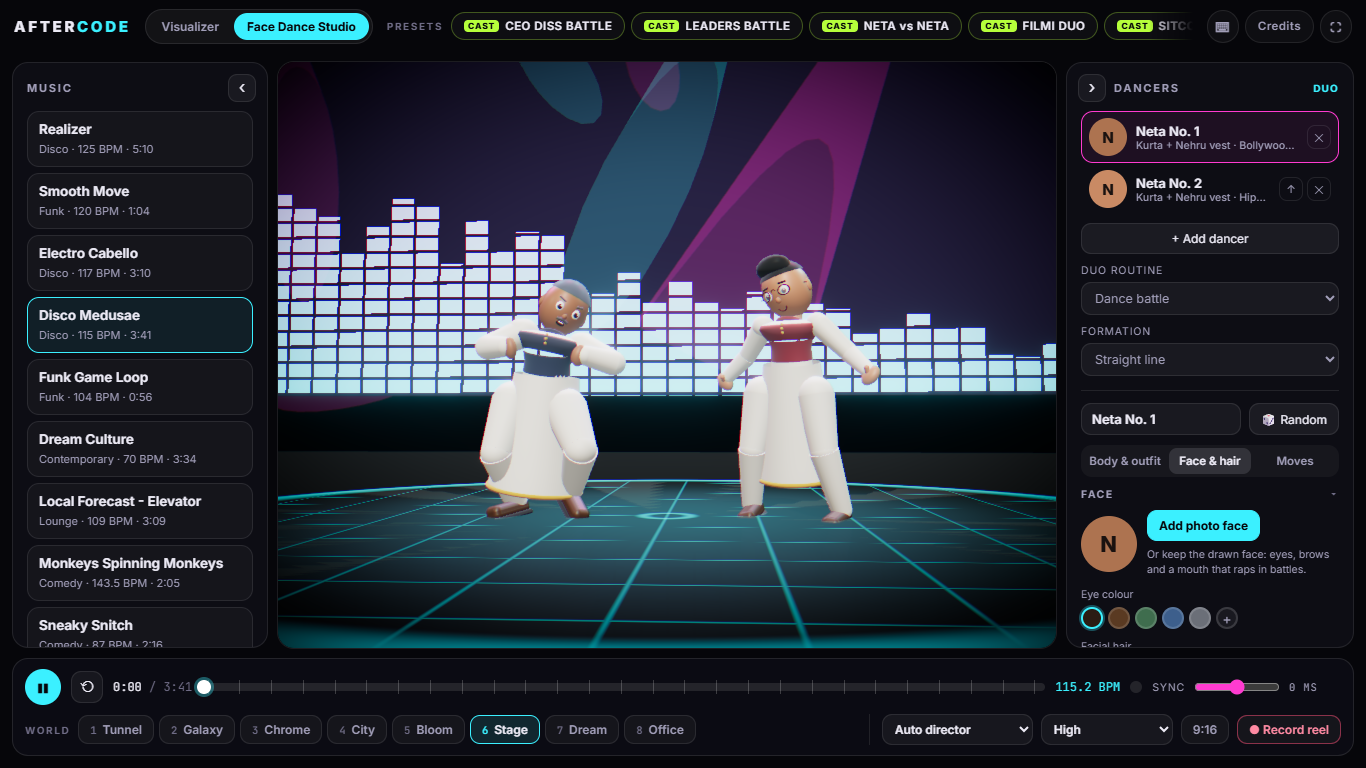 AFTERCODE
Visualizer
Face Dance Studio
PRESETS
CAST CEO DISS BATTLE
CAST LEADERS BATTLE
CAST NETA vs NETA
CAST FILMI DUO
CAST SITC
Credits
MUSIC
Realizer
Disco · 125 BPM · 5:10
Smooth Move
Funk · 120 BPM · 1:04
Electro Cabello
Disco · 117 BPM · 3:10
Disco Medusae
Disco · 115 BPM · 3:41
Funk Game Loop
Funk · 104 BPM · 0:56
Dream Culture
Contemporary · 70 BPM · 3:34
Local Forecast - Elevator
Lounge · 109 BPM · 3:09
Monkeys Spinning Monkeys
Comedy · 143.5 BPM · 2:05
Sneaky Snitch
Comedy · 87 BPM · 2:16
DANCERS
DUO
N
Neta No. 1
Kurta + Nehru vest · Bollywoo...
N
Neta No. 2
Kurta + Nehru vest · Hip...
+ Add dancer
DUO ROUTINE
Dance battle
FORMATION
Straight line
Neta No. 1
Random
Body & outfit
Face & hair
Moves
FACE
N
Add photo face
Or keep the drawn face: eyes, brows
and a mouth that raps in battles.
Eye colour
+
Facial hair
0:00 / 3:41
115.2 BPM
SYNC
0 MS
WORLD
1 Tunnel
2 Galaxy
3 Chrome
4 City
5 Bloom
6 Stage
7 Dream
8 Office
Auto director
High
9:16
Record reel